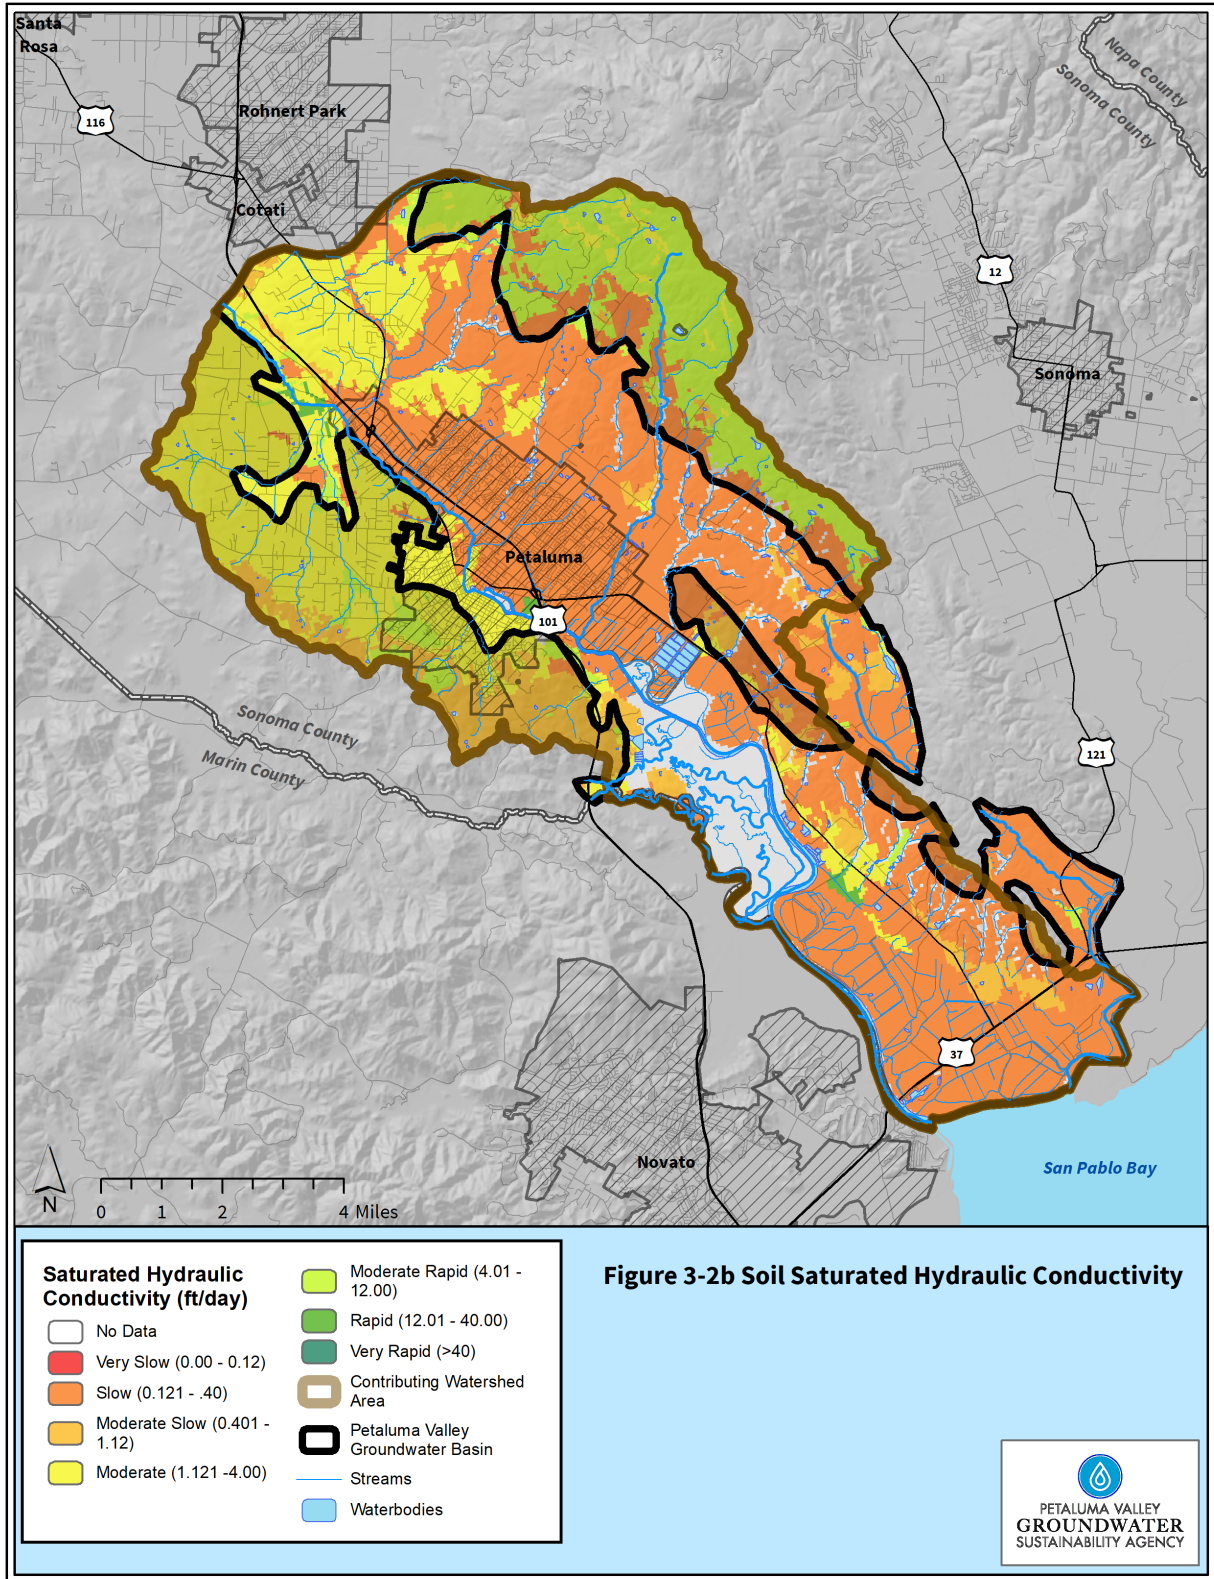 Santa
Rosa
116
Rohnert Park
Cotati
Napa County
Sonoma County
12
Sonoma
Petaluma
101
Sonoma County
Marin County
121
37
Novato
San Pablo Bay
N
0 1 2 4 Miles
Saturated Hydraulic
Conductivity (ft/day)
No Data
Very Slow (0.00 - 0.12)
Slow (0.121 - .40)
Moderate Slow (0.401 -
1.12)
Moderate (1.121 -4.00)
Moderate Rapid (4.01 -
12.00)
Rapid (12.01 - 40.00)
Very Rapid (>40)
Contributing Watershed
Area
Petaluma Valley
Groundwater Basin
Streams
Waterbodies
Figure 3-2b Soil Saturated Hydraulic Conductivity
PETALUMA VALLEY
GROUNDWATER
SUSTAINABILITY AGENCY